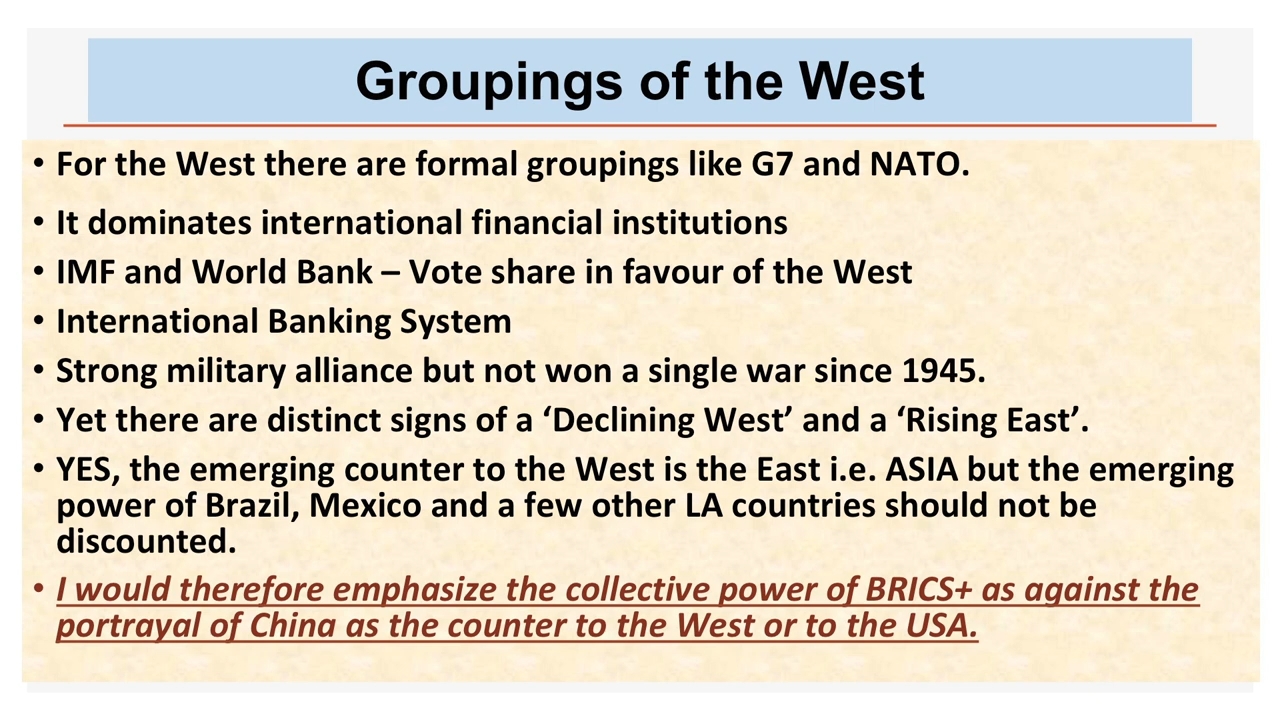 Groupings of the West
• For the West there are formal groupings like G7 and NATO.
• It dominates international financial institutions
• IMF and World Bank – Vote share in favour of the West
• International Banking System
• Strong military alliance but not won a single war since 1945.
• Yet there are distinct signs of a ‘Declining West’ and a ‘Rising East’.
• YES, the emerging counter to the West is the East i.e. ASIA but the emerging
power of Brazil, Mexico and a few other LA countries should not be
discounted.
• I would therefore emphasize the collective power of BRICS+ as against the
portrayal of China as the counter to the West or to the USA.